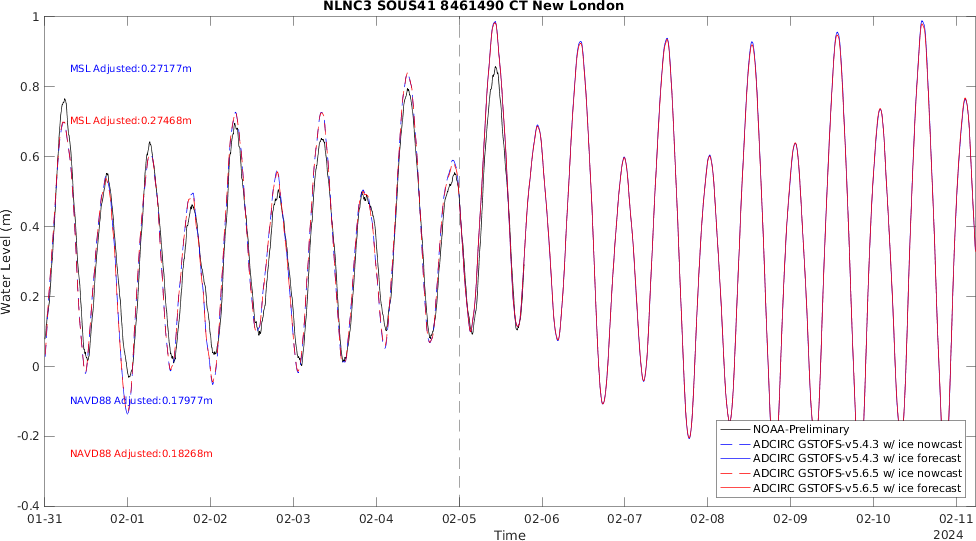 NLNC3 SOUS41 8461490 CT New London
1
0.8
0.6
0.4
0.2
0
-0.2
-0.4
Water Level (m)
MSL Adjusted:0.27177m
MSL Adjusted:0.27468m
NAVD88 Adjusted:0.17977m
NAVD88 Adjusted:0.18268m
NOAA-Preliminary
ADCIRC GSTOFS-v5.4.3 w/ ice nowcast
ADCIRC GSTOFS-v5.4.3 w/ ice forecast
ADCIRC GSTOFS-v5.6.5 w/ ice nowcast
ADCIRC GSTOFS-v5.6.5 w/ ice forecast
01-31 02-01 02-02 02-03 02-04 02-05 02-06 02-07 02-08 02-09 02-10 02-11
Time
2024